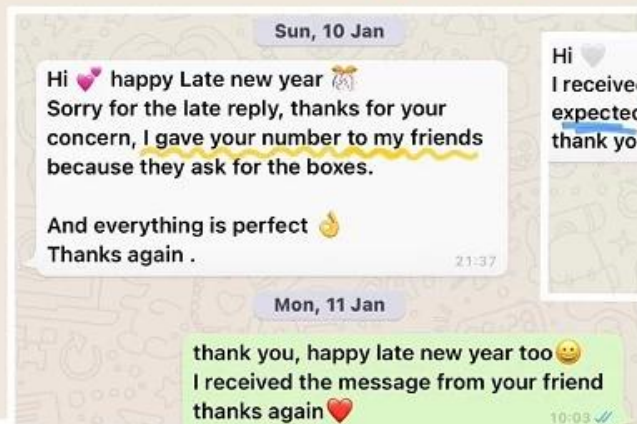 Sun, 10 Jan
Hi 💕 happy Late new year 🎊
Sorry for the late reply, thanks for your
concern, I gave your number to my friends
because they ask for the boxes.
And everything is perfect 👌
Thanks again .
21:37
Mon, 11 Jan
thank you, happy late new year too😀
I received the message from your friend
thanks again❤️
10:03
Hi 🤍
I received
expected
thank